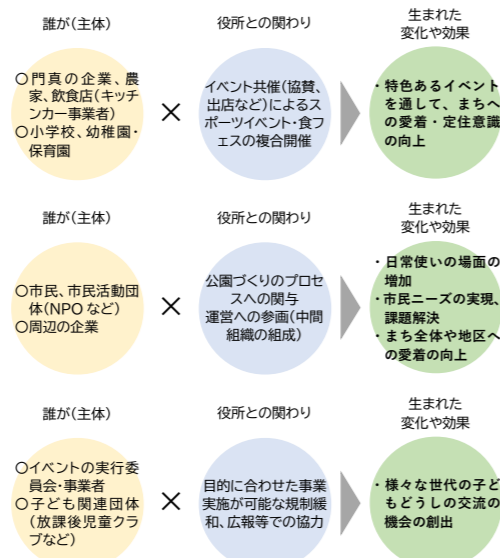 誰が(主体)
役所との関わり
生まれた
変化や効果
○門真の企業、農
家、飲食店(キッチ
ンカー事業者)
○小学校、幼稚園・
保育園
×
イベント共催(協賛、
出店など)によるス
ポーツイベント・食フ
ェスの複合開催
・特色あるイベント
を通して、まちへ
の愛着・定住意識
の向上
誰が(主体)
役所との関わり
生まれた
変化や効果
○市民、市民活動団
体(NPO など)
○周辺の企業
×
公園づくりのプロセ
スへの関与
運営への参画(中間
組織の組成)
・日常使いの場面の
増加
・市民ニーズの実現、
課題解決
・まち全体や地区へ
の愛着の向上
誰が(主体)
役所との関わり
生まれた
変化や効果
○イベントの実行委
員会・事業者
○子ども関連団体
(放課後児童クラ
ブなど)
×
目的に合わせた事業
実施が可能な規制緩
和、広報等での協力
・様々な世代の子ど
もどうしの交流の
機会の創出